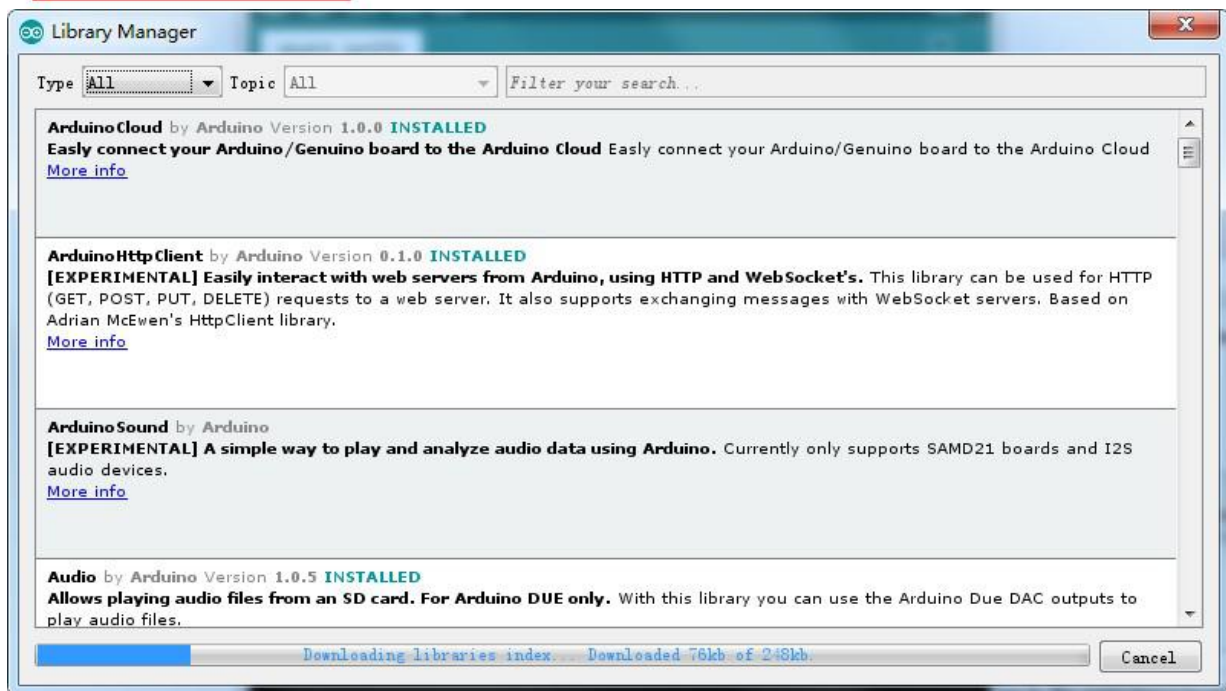 Library Manager
Type All Topic All Filter your search...
ArduinoCloud by Arduino Version 1.0.0 INSTALLED
Easly connect your Arduino/Genuino board to the Arduino Cloud Easly connect your Arduino/Genuino board to the Arduino Cloud
More info
ArduinoHttpClient by Arduino Version 0.1.0 INSTALLED
[EXPERIMENTAL] Easily interact with web servers from Arduino, using HTTP and WebSocket's. This library can be used for HTTP
(GET, POST, PUT, DELETE) requests to a web server. It also supports exchanging messages with WebSocket servers. Based on
Adrian McEwen's HttpClient library.
More info
ArduinoSound by Arduino
[EXPERIMENTAL] A simple way to play and analyze audio data using Arduino. Currently only supports SAMD21 boards and I2S
audio devices.
More info
Audio by Arduino Version 1.0.5 INSTALLED
Allows playing audio files from an SD card. For Arduino DUE only. With this library you can use the Arduino Due DAC outputs to
play audio files.
Downloading libraries index... Downloaded 76kb of 248kb.
Cancel